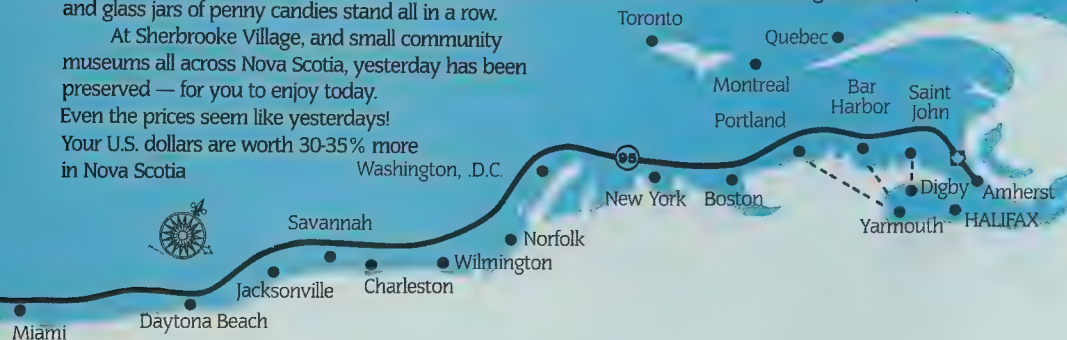 and glass jars of penny candies stand all in a row.
At Sherbrooke Village, and small community
museums all across Nova Scotia, yesterday has been
preserved — for you to enjoy today.
Even the prices seem like yesterdays!
Your U.S. dollars are worth 30-35% more
in Nova Scotia
Toronto
Quebec
Montreal
Bar
Harbor
Saint
John
Portland
Washington, .D.C.
95
New York
Boston
Digby
Amherst
Yarmouth
HALIFAX
Savannah
Norfolk
Wilmington
Jacksonville
Charleston
Daytona Beach
Miami